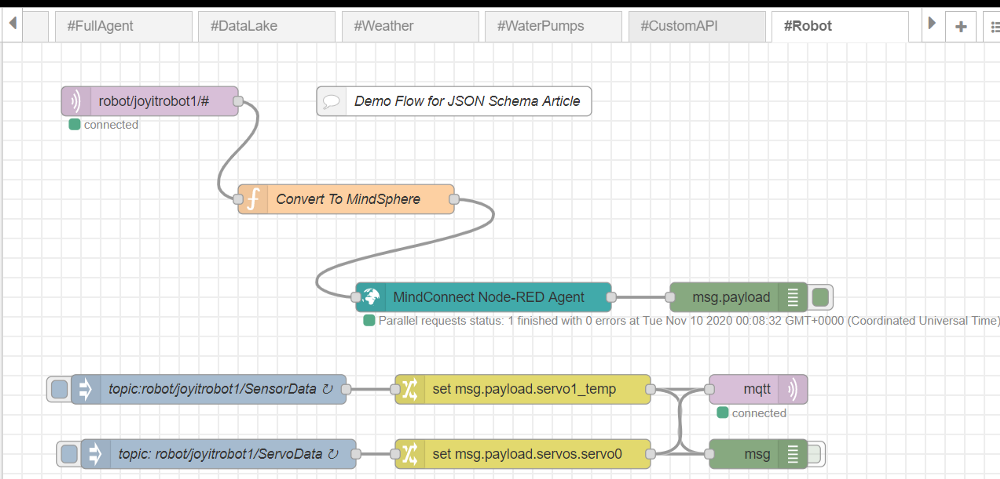 #FullAgent #DataLake #Weather #WaterPumps #CustomAPI #Robot
robot/joyitrobot1/# Demo Flow for JSON Schema Article
connected
Convert To MindSphere
MindConnect Node-RED Agent msg.payload
Parallel requests status: 1 finished with 0 errors at Tue Nov 10 2020 00:08:32 GMT+0000 (Coordinated Universal Time)
topic:robot/joyitrobot1/SensorData ↻ set msg.payload.servo1_temp mqtt
connected
topic: robot/joyitrobot1/ServoData ↻ set msg.payload.servos.servo0 msg